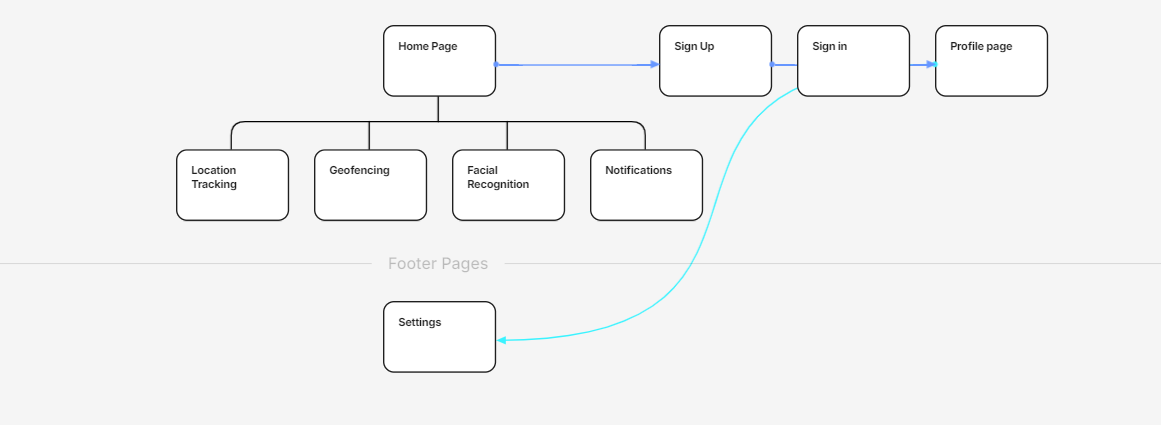 Home Page
Sign Up
Sign in
Profile page
Location
Tracking
Geofencing
Facial
Recognition
Notifications
Footer Pages
Settings